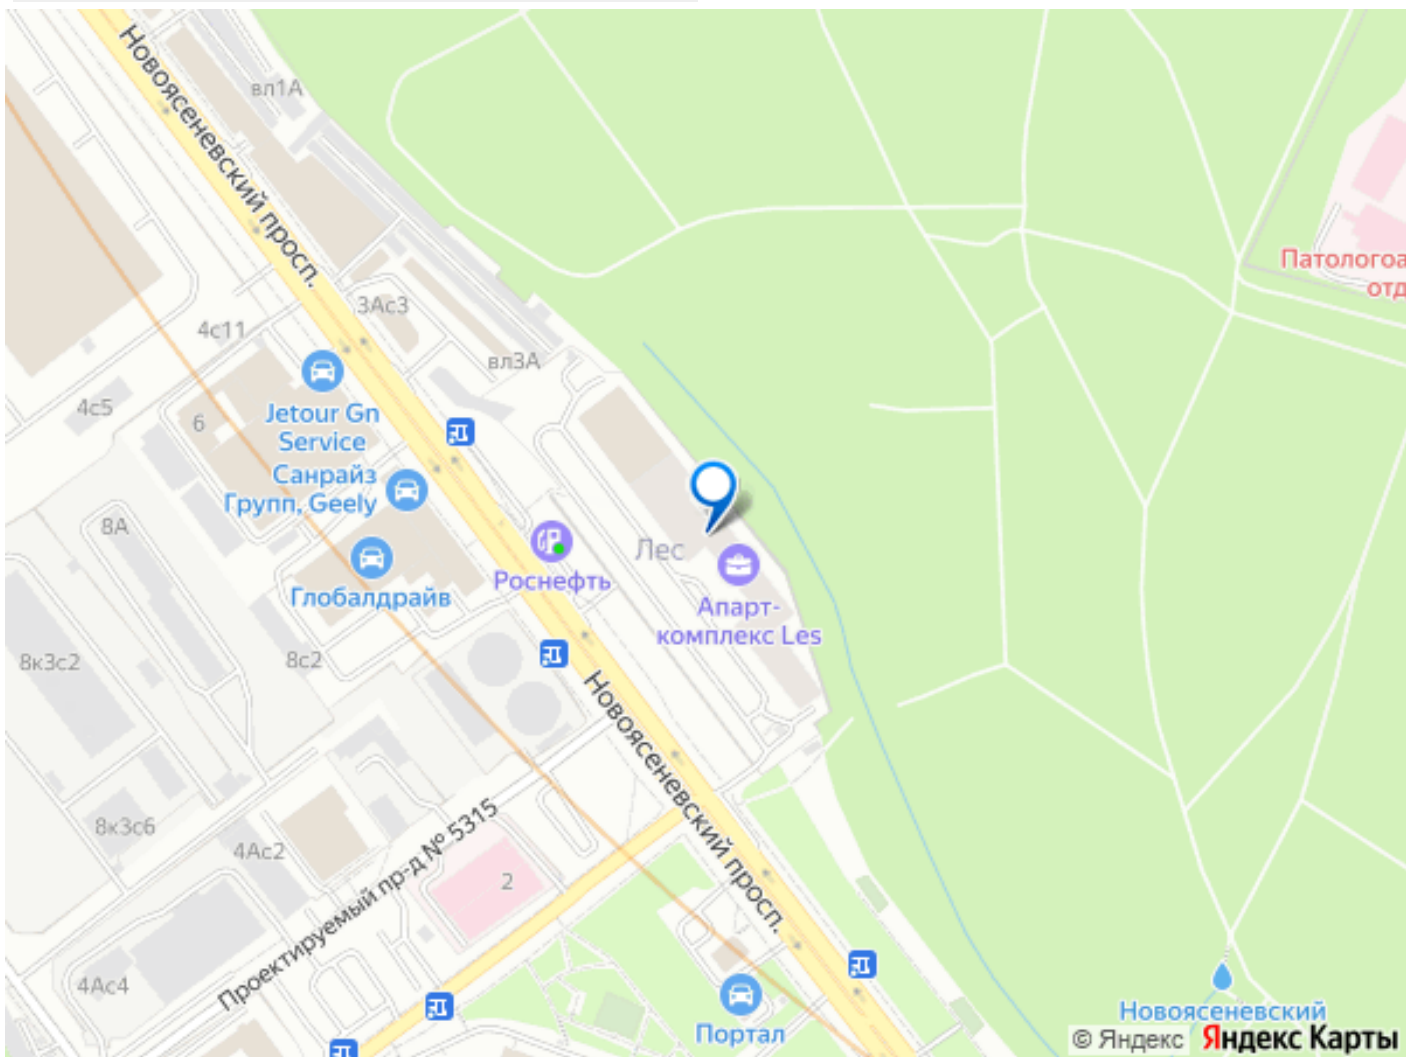 Новоясеневский просп.
вл1А
Патологоа
отд
3Ас3
4с11
вл3А
4с5
6
Jetour Gn
Service
Санрайз
Групп, Geely
8А
Лес
Роснефть
Глобалдрайв
Апарт-
комплекс Les
8к3с2
8с2
Новоясеневский просп.
8к3с6
4Ас2
Проектируемый пр-д № 5315
2
4Ас4
Портал
Новоясеневский
© Яндекс Яндекс Карты